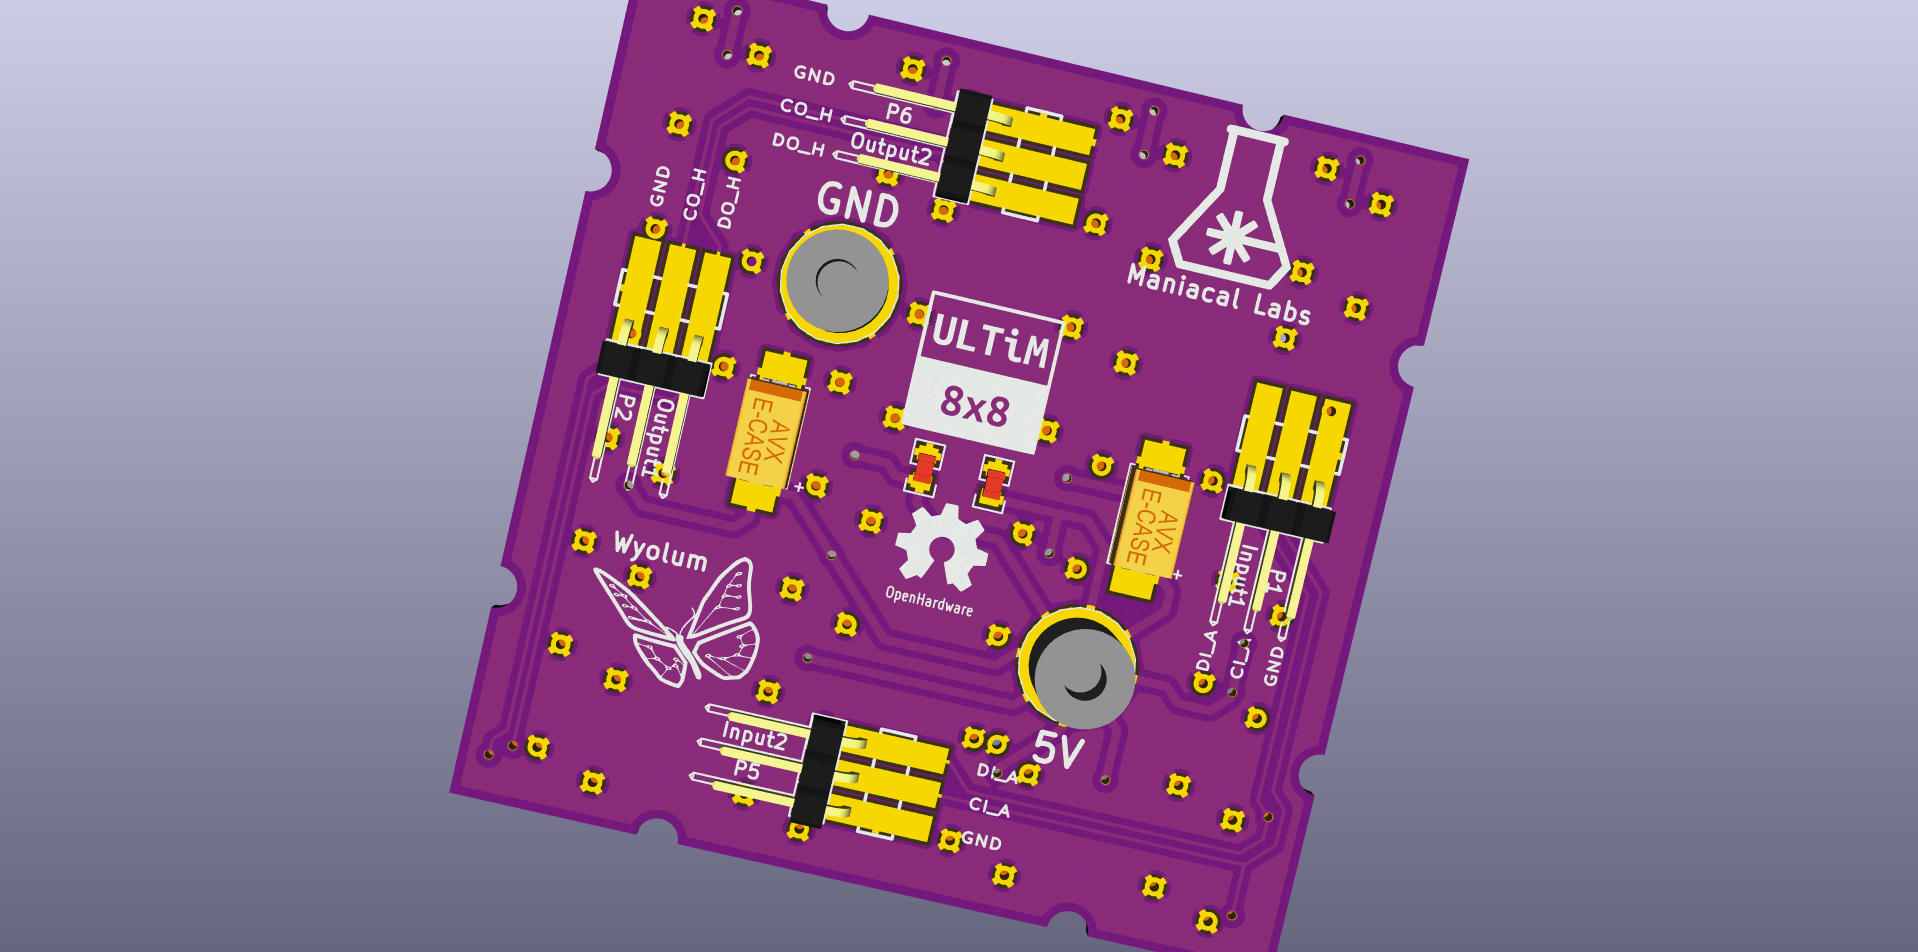 GND
CO_H
DO_H
P6
Output2
GND
CO_H
DO_H
GND
Maniacal Labs
ULTiM
8x8
P2
Output1
AVX
E-CASE
+
AVX
E-CASE
+
Wyolum
OpenHardware
Input1
P1
DI_A
CI_A
GND
5V
Input2
P5
DI_A
CI_A
GND